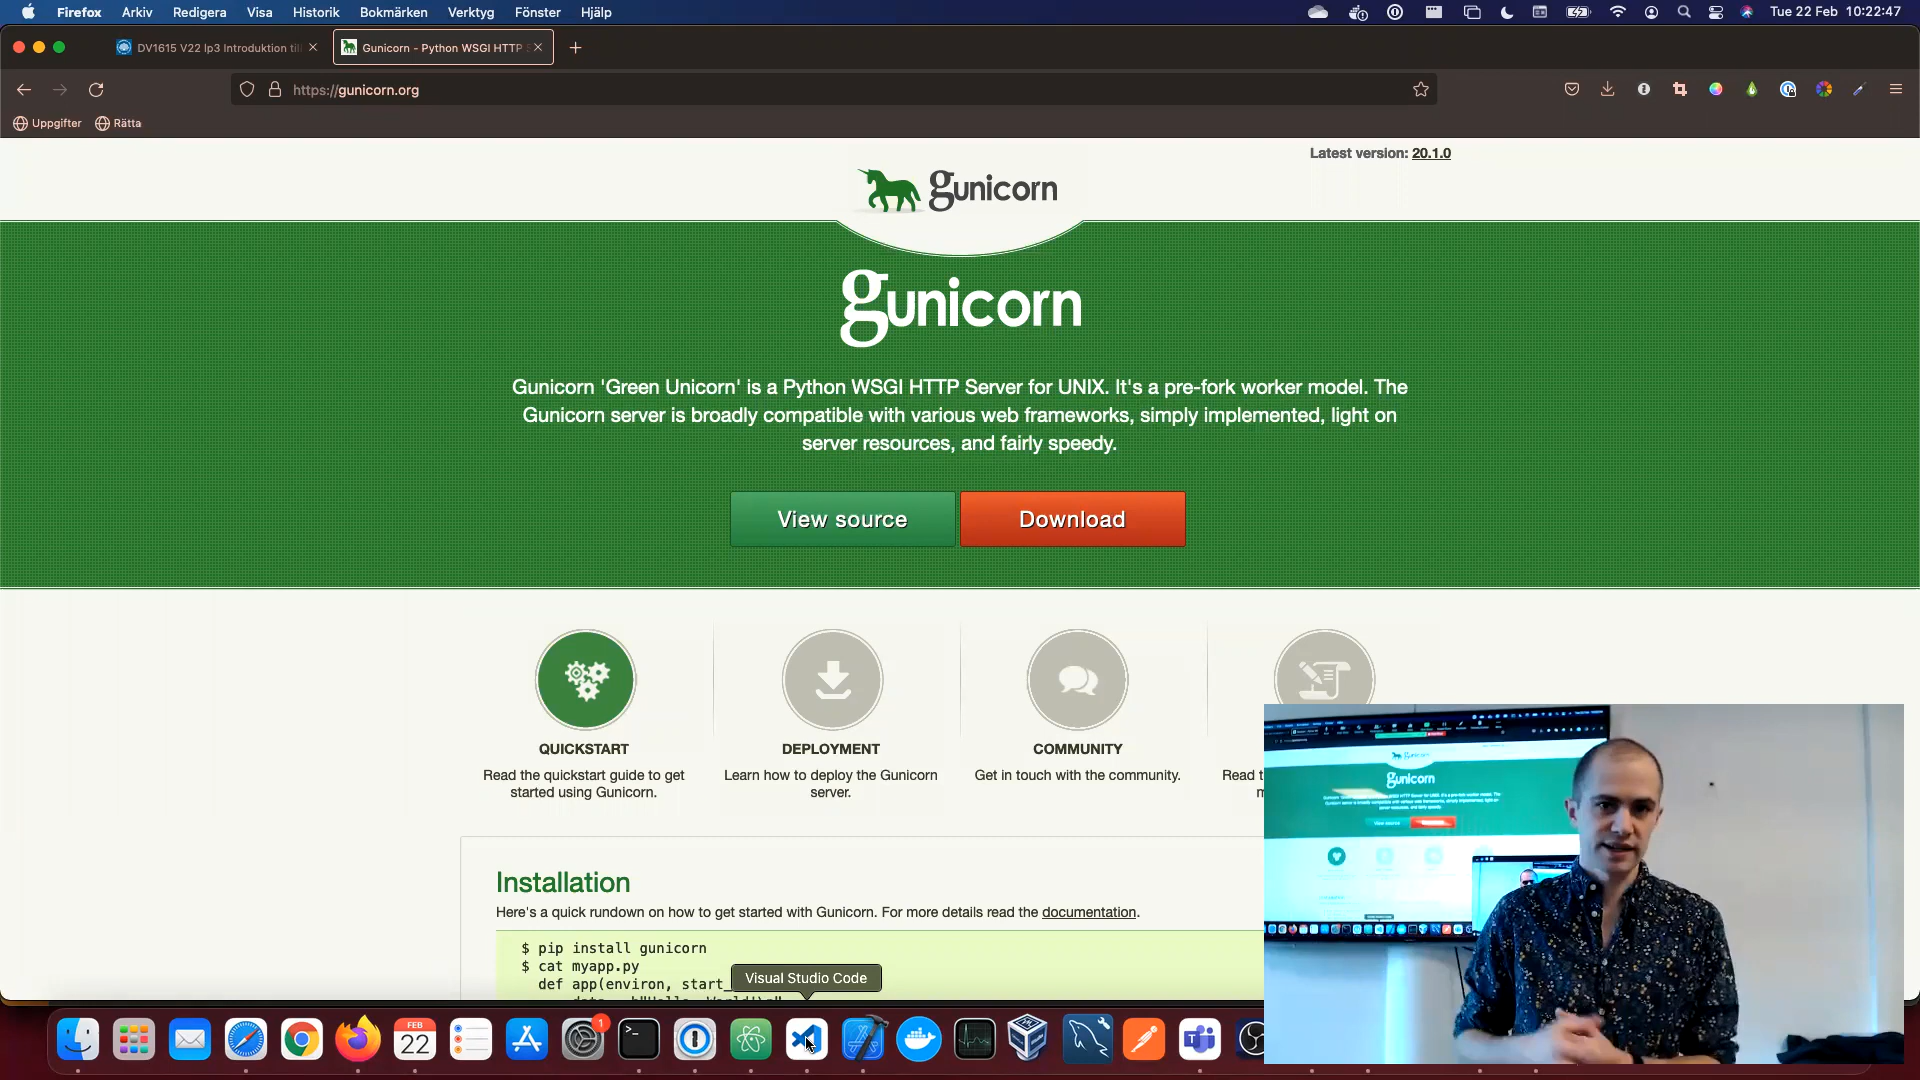 Firefox Arkiv Redigera Visa Historik Bokmärken Verktyg Fönster Hjälp Tue 22 Feb 10:22:47
DV1615 V22 lp3 Introduktion til Gunicorn - Python WSGI HTTP S
https://gunicorn.org
Uppgifter Rätta
Latest version: 20.1.0
gunicorn
gunicorn
Gunicorn 'Green Unicorn' is a Python WSGI HTTP Server for UNIX. It's a pre-fork worker model. The
Gunicorn server is broadly compatible with various web frameworks, simply implemented, light on
server resources, and fairly speedy.
View source Download
QUICKSTART
Read the quickstart guide to get
started using Gunicorn.
DEPLOYMENT
Learn how to deploy the Gunicorn
server.
COMMUNITY
Get in touch with the community.
Read t
Installation
Here's a quick rundown on how to get started with Gunicorn. For more details read the documentation.
$ pip install gunicorn
$ cat myapp.py
def app(environ, start_
Visual Studio Code
FEB
22
1
gunicorn
gunicorn